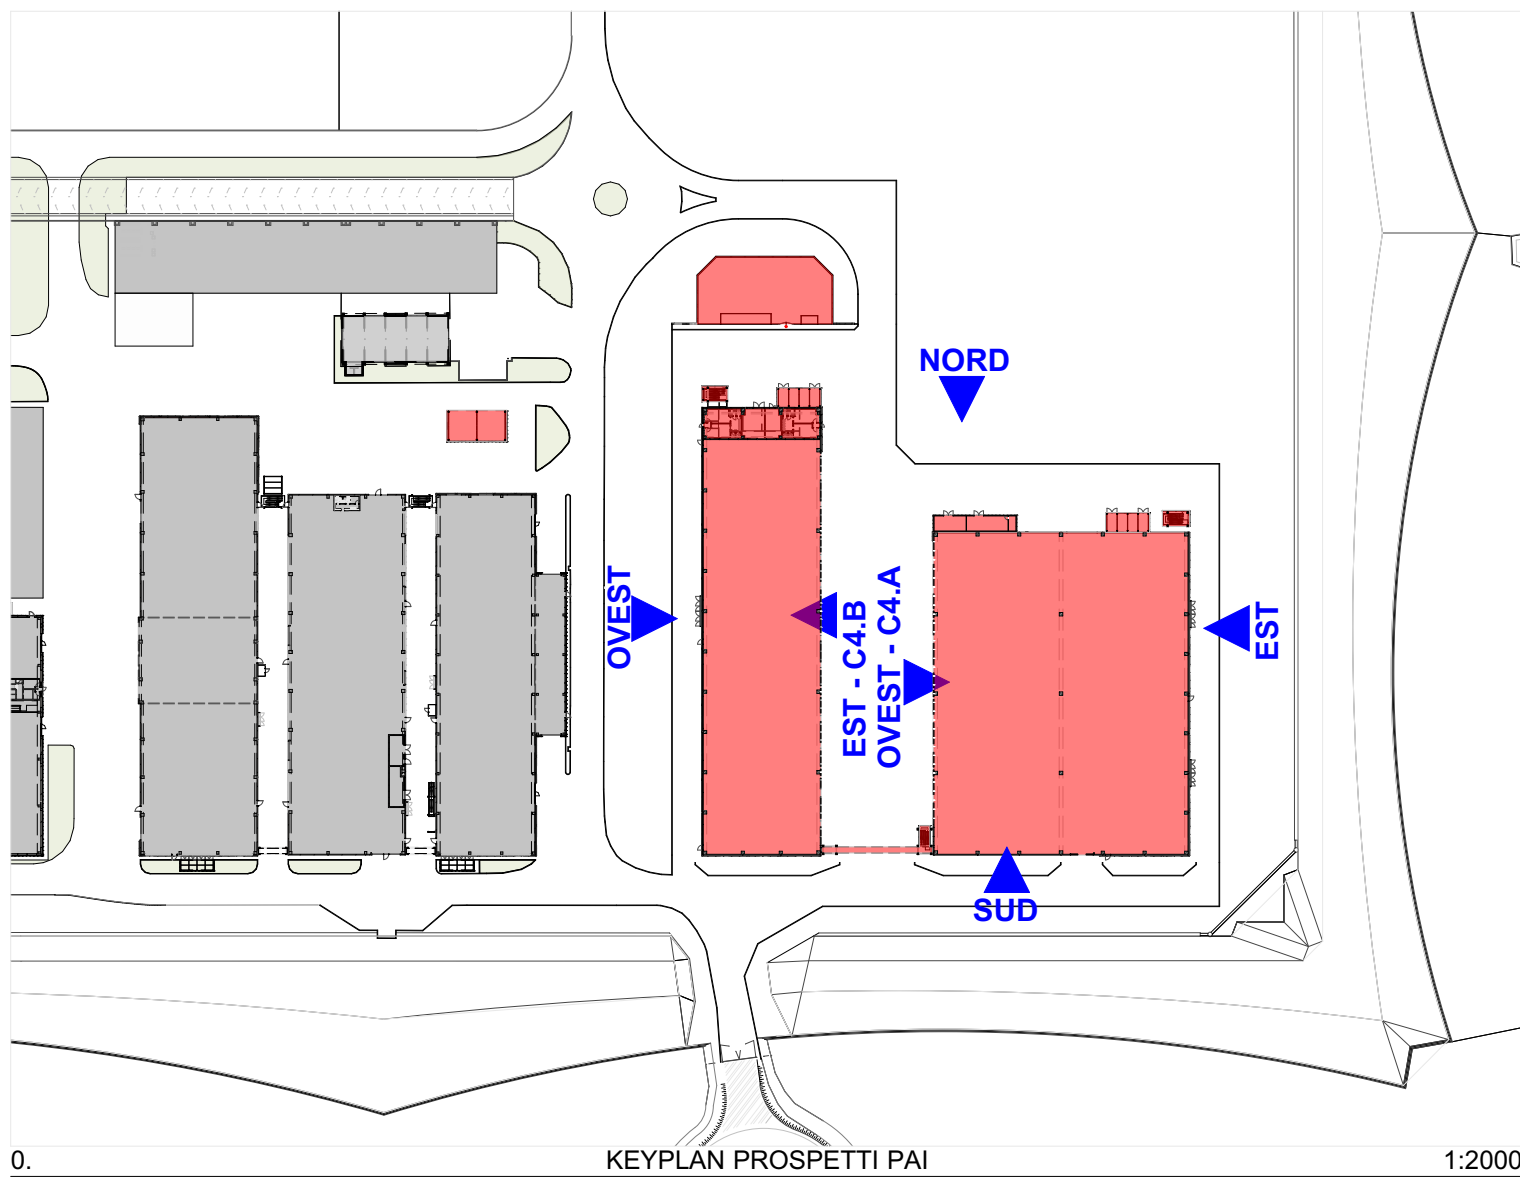 NORD
OVEST
EST - C4.B
OVEST - C4.A
EST
SUD
0.
KEYPLAN PROSPETTI PAI
1:2000